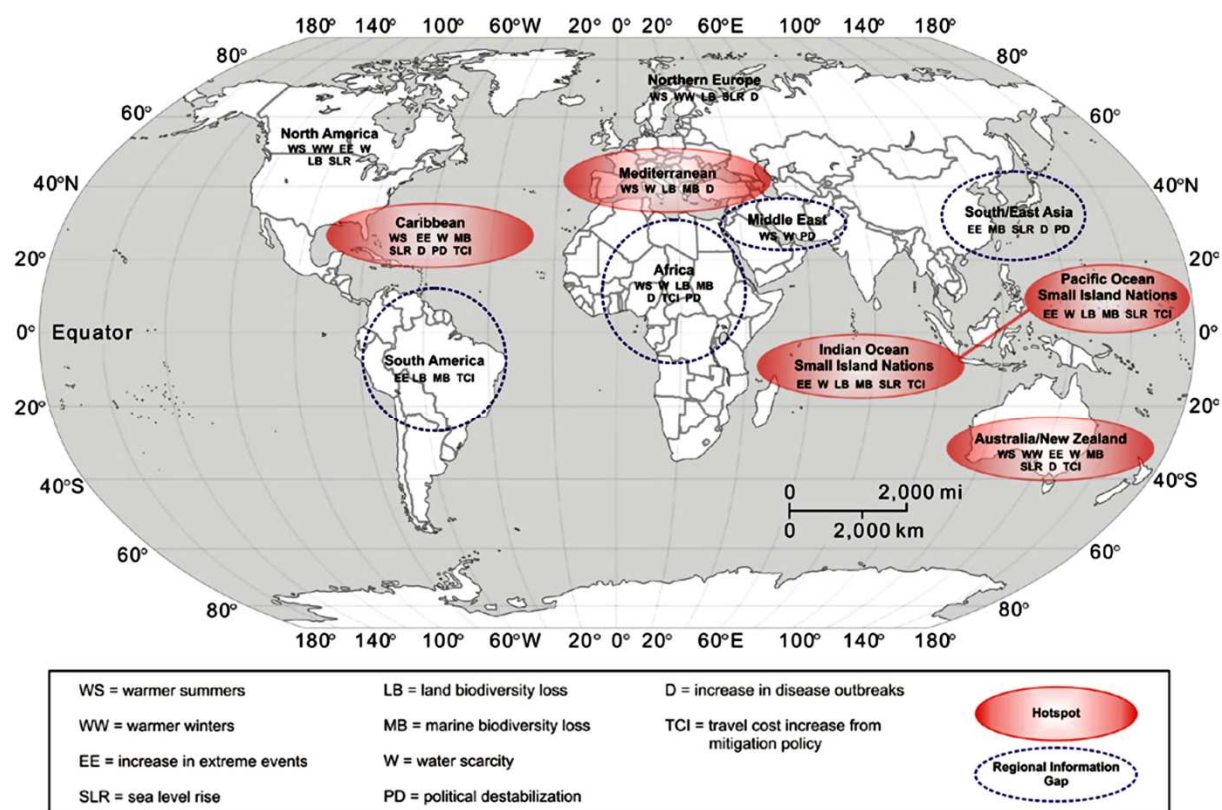 180° 140° 100° 60°W 20° 0° 20° 60°E 100° 140° 180°
80° 80°
Northern Europe
WS WW LB SLR D
60° 60°
North America
WS WW EE W
LB SLR
Mediterranean
WS W LB MB D
40°N 40°N
South/East Asia
EE MB SLR D PD
Middle East
WS W PD
Caribbean
WS EE W MB
SLR D PD TCI
20° 20°
Africa
WS W LB MB
D TCI PD
Pacific Ocean
Small Island Nations
EE W LB MB SLR TCI
0° Equator 0°
Indian Ocean
Small Island Nations
EE W LB MB SLR TCI
South America
EE LB MB TCI
20° 20°
Australia/New Zealand
WS WW EE W MB
SLR D TCI
40°S 40°S
0 2,000 mi
0 2,000 km
60° 60°
80° 80°
180° 140° 100° 60°W 20° 0° 20° 60°E 100° 140° 180°
WS = warmer summers
WW = warmer winters
EE = increase in extreme events
SLR = sea level rise
LB = land biodiversity loss
MB = marine biodiversity loss
W = water scarcity
PD = political destabilization
D = increase in disease outbreaks
TCI = travel cost increase from
mitigation policy
Hotspot
Regional Information
Gap